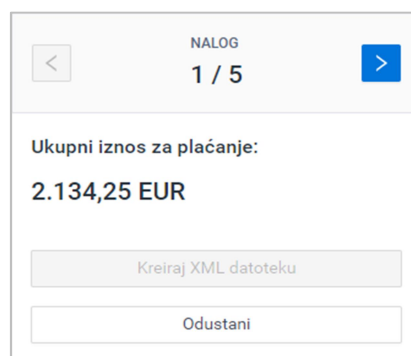 NALOG
1 / 5
Ukupni iznos za plaćanje:
2.134,25 EUR
Kreiraj XML datoteku
Odustani